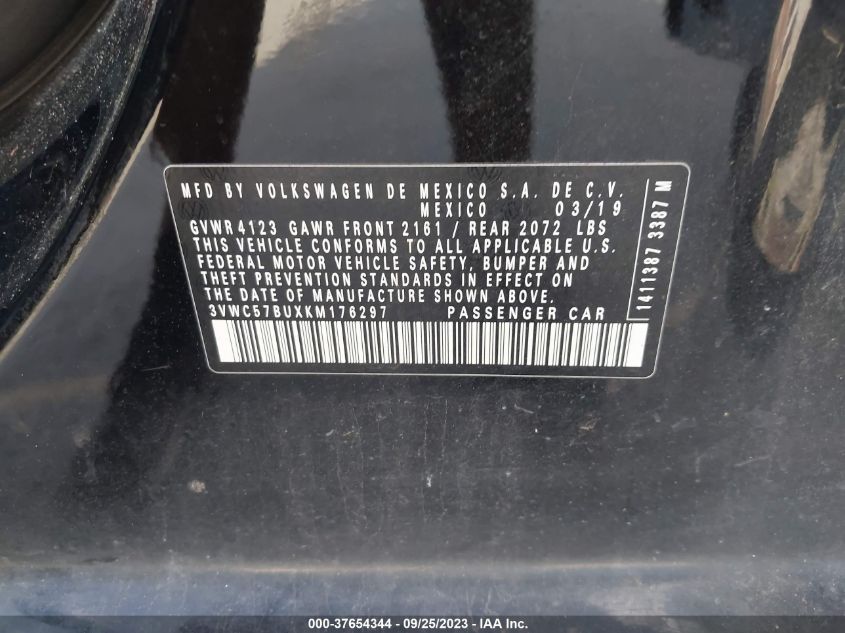 MFD BY VOLKSWAGEN DE MEXICO S.A. DE C.V.
MEXICO 03/19
GVWR 4123 GAWR FRONT 2161 / REAR 2072 LBS
THIS VEHICLE CONFORMS TO ALL APPLICABLE U.S.
FEDERAL MOTOR VEHICLE SAFETY, BUMPER AND
THEFT PREVENTION STANDARDS IN EFFECT ON
THE DATE OF MANUFACTURE SHOWN ABOVE.
3VWC57BUXKM176297 PASSENGER CAR
1411387 3387 M
000-37654344 - 09/25/2023 - © IAA Holdings, LLC.